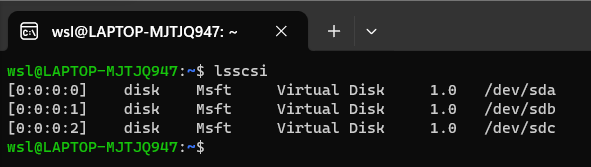 wsl@LAPTOP-MJTJQ947: ~
wsl@LAPTOP-MJTJQ947:~$ lsscsi
[0:0:0:0]    disk    Msft     Virtual Disk     1.0   /dev/sda
[0:0:0:1]    disk    Msft     Virtual Disk     1.0   /dev/sdb
[0:0:0:2]    disk    Msft     Virtual Disk     1.0   /dev/sdc
wsl@LAPTOP-MJTJQ947:~$